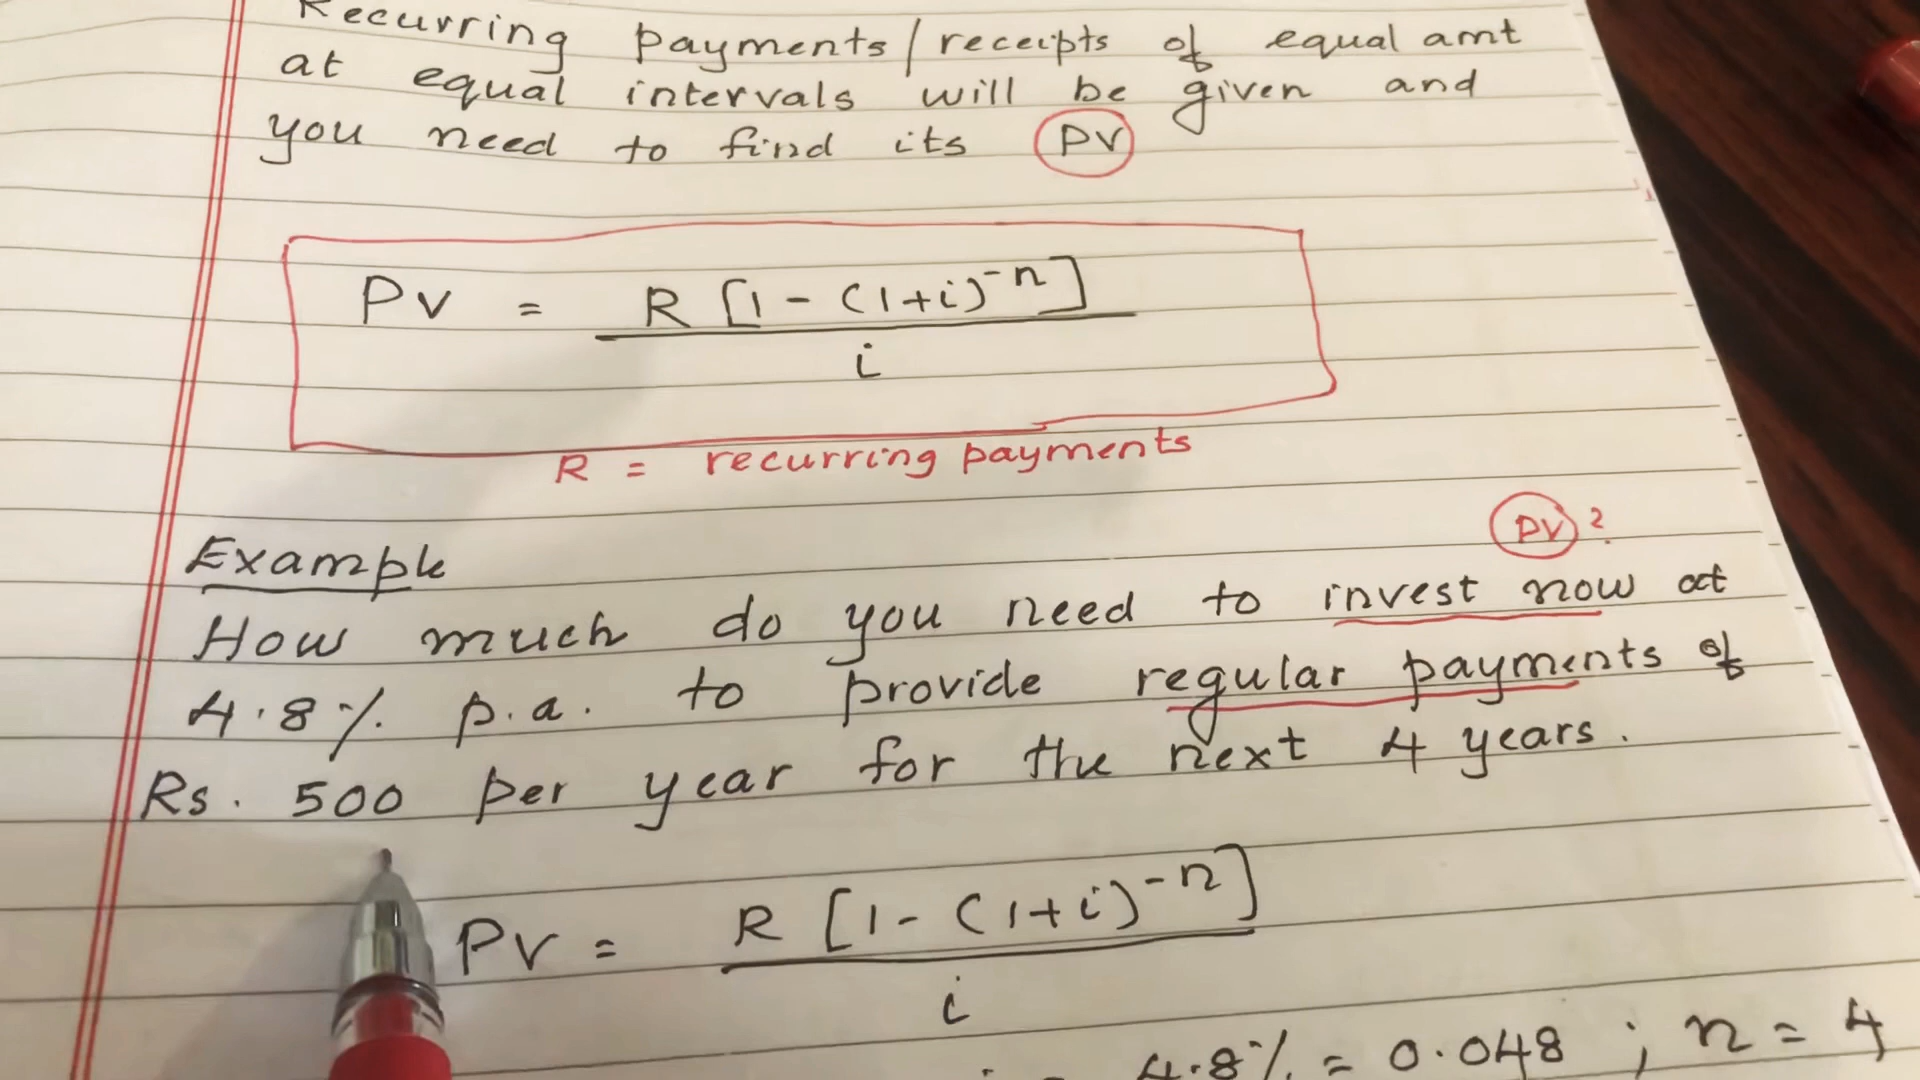 Recurring payments/receipts of equal amt
at equal intervals will be given and
you need to find its PV
PV = R [1 - (1+i)^-n]
i
R = recurring payments
Example
PV ?
How much do you need to invest now at
4.8% p.a. to provide regular payments of
Rs. 500 per year for the next 4 years.
PV = R [1 - (1+i)^-n]
i
4.8% = 0.048 ; n = 4